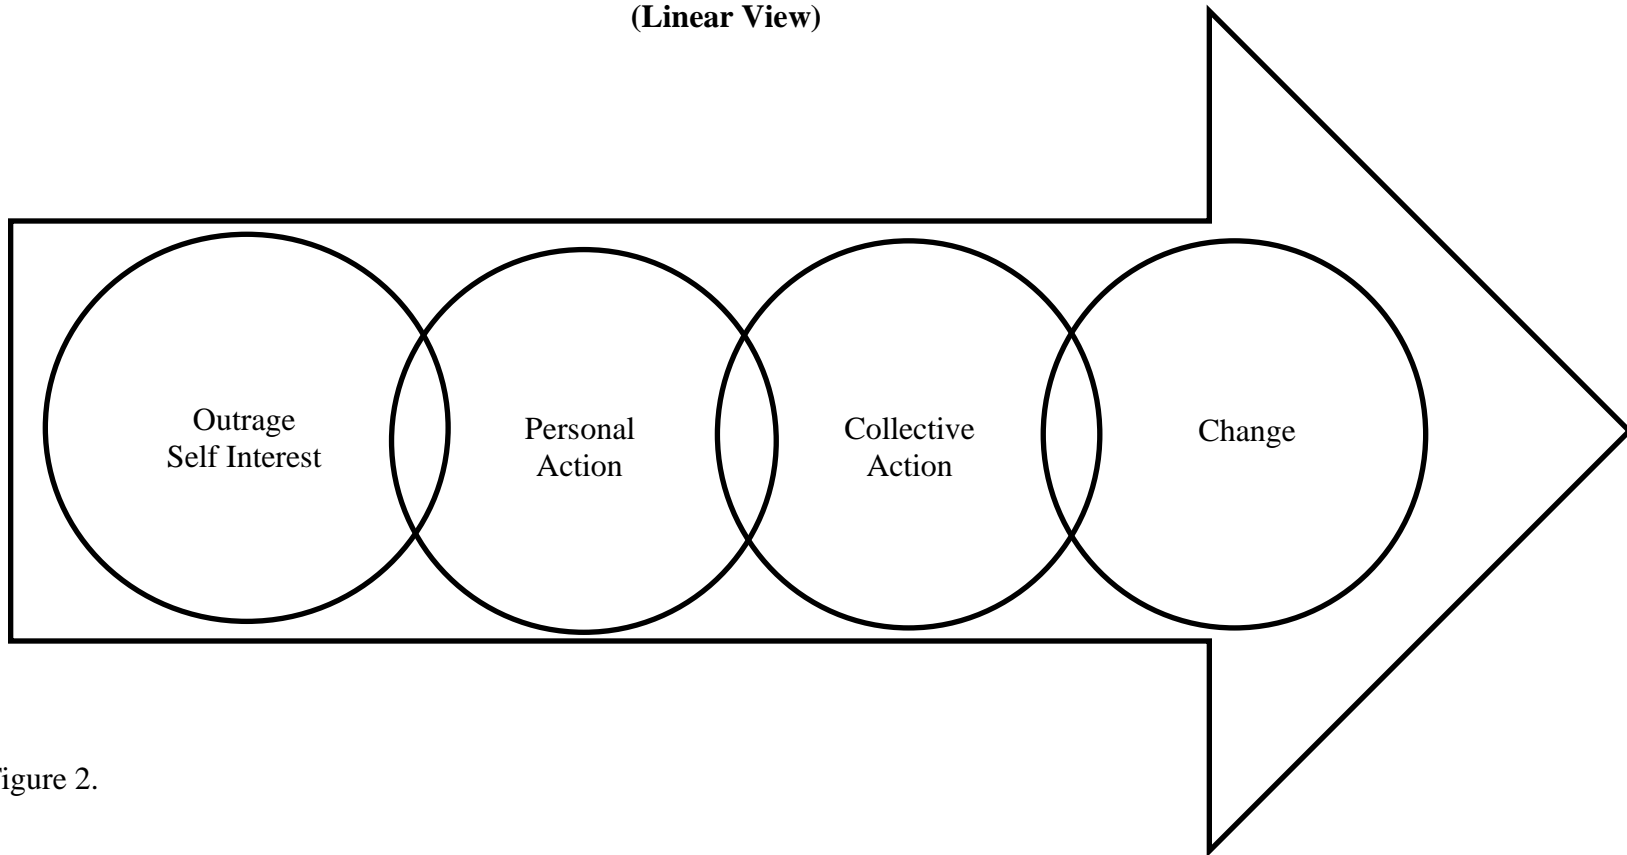 (Linear View)
Outrage
Self Interest
Personal
Action
Collective
Action
Change
igure 2.